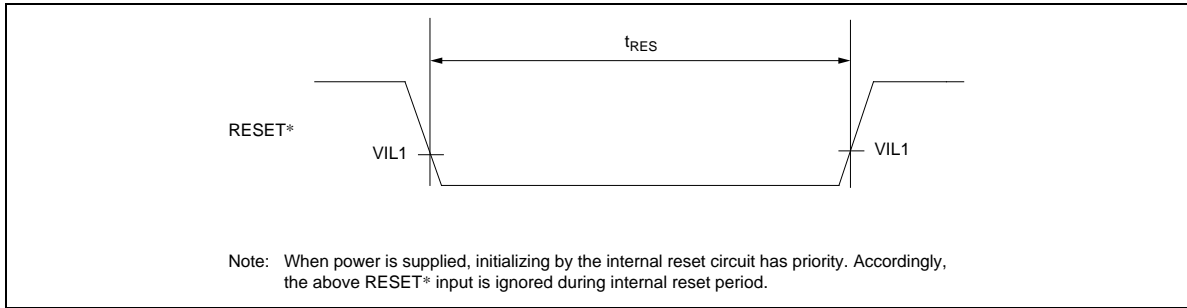 tRES
RESET*
VIL1
VIL1
Note: When power is supplied, initializing by the internal reset circuit has priority. Accordingly,
the above RESET* input is ignored during internal reset period.